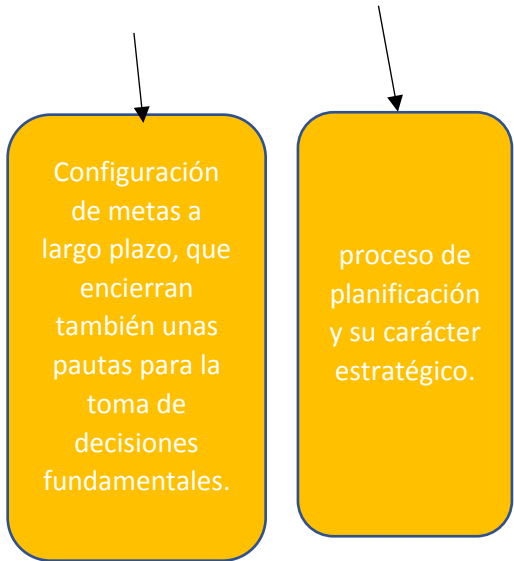 Configuración
de metas a
largo plazo, que
encierran
también unas
pautas para la
toma de
decisiones
fundamentales.
proceso de
planificación
y su carácter
estratégico.